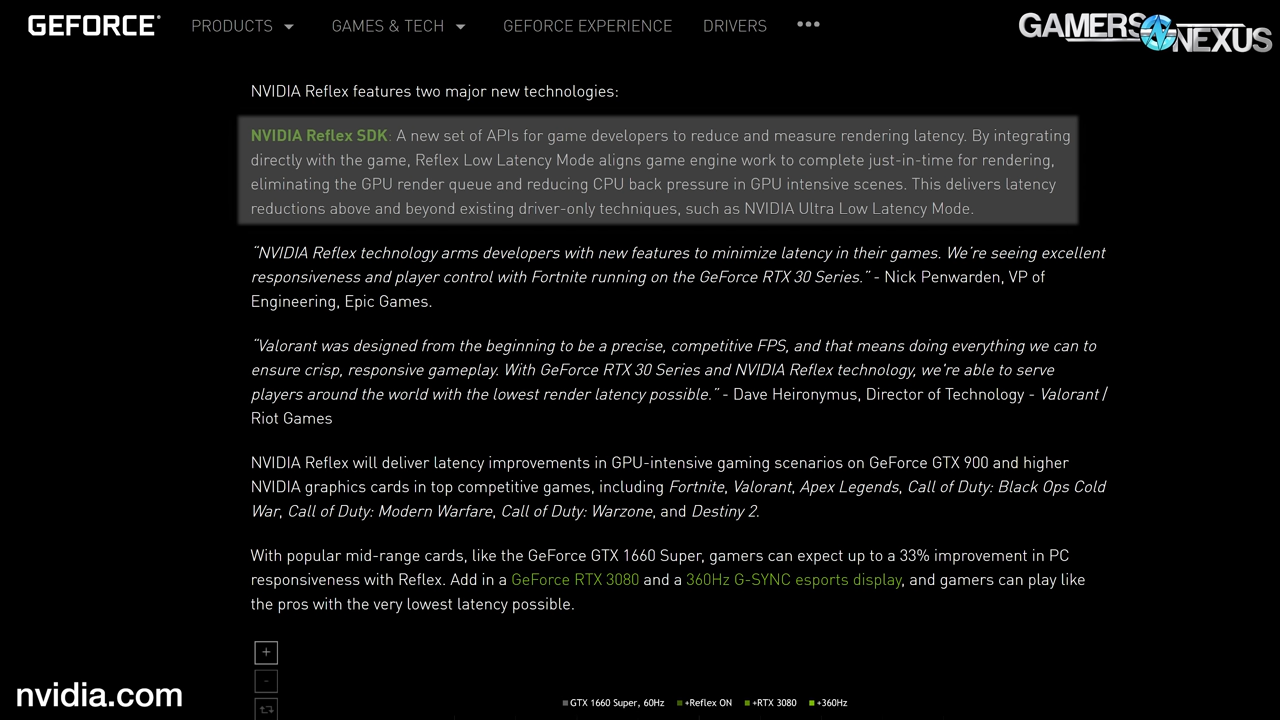 GEFORCE
PRODUCTS GAMES & TECH GEFORCE EXPERIENCE DRIVERS •••
GAMERS NEXUS
NVIDIA Reflex features two major new technologies:
NVIDIA Reflex SDK: A new set of APIs for game developers to reduce and measure rendering latency. By integrating
directly with the game, Reflex Low Latency Mode aligns game engine work to complete just-in-time for rendering,
eliminating the GPU render queue and reducing CPU back pressure in GPU intensive scenes. This delivers latency
reductions above and beyond existing driver-only techniques, such as NVIDIA Ultra Low Latency Mode.
“NVIDIA Reflex technology arms developers with new features to minimize latency in their games. We're seeing excellent
responsiveness and player control with Fortnite running on the GeForce RTX 30 Series.” - Nick Penwarden, VP of
Engineering, Epic Games.
“Valorant was designed from the beginning to be a precise, competitive FPS, and that means doing everything we can to
ensure crisp, responsive gameplay. With GeForce RTX 30 Series and NVIDIA Reflex technology, we're able to serve
players around the world with the lowest render latency possible.” - Dave Heironymus, Director of Technology - Valorant /
Riot Games
NVIDIA Reflex will deliver latency improvements in GPU-intensive gaming scenarios on GeForce GTX 900 and higher
NVIDIA graphics cards in top competitive games, including Fortnite, Valorant, Apex Legends, Call of Duty: Black Ops Cold
War, Call of Duty: Modern Warfare, Call of Duty: Warzone, and Destiny 2.
With popular mid-range cards, like the GeForce GTX 1660 Super, gamers can expect up to a 33% improvement in PC
responsiveness with Reflex. Add in a GeForce RTX 3080 and a 360Hz G-SYNC esports display, and gamers can play like
the pros with the very lowest latency possible.
+
-
nvidia.com
GTX 1660 Super, 60Hz +Reflex ON +RTX 3080 +360Hz